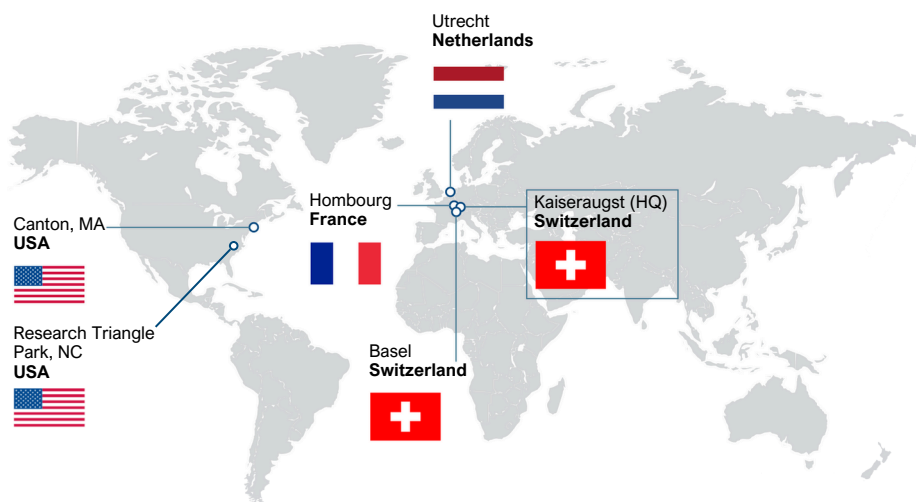 Utrecht
Netherlands
Hombourg
France
Kaiseraugst (HQ)
Switzerland
Canton, MA
USA
Research Triangle
Park, NC
USA
Basel
Switzerland